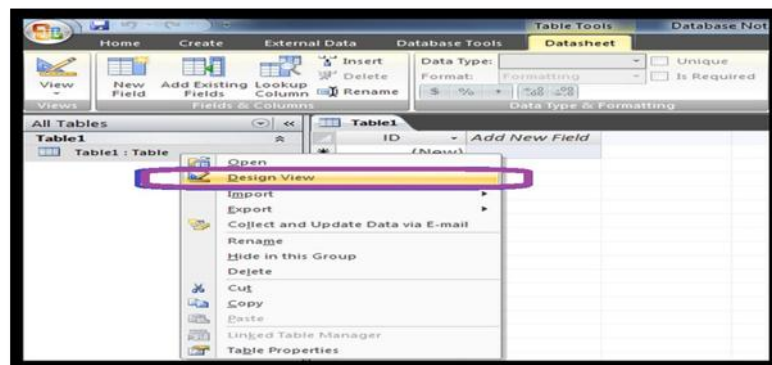 Table Tools Database Not
Home Create External Data Database Tools Datasheet
View New Field Add Existing Fields Lookup Column Insert Delete Rename Data Type: Format: Formatting Unique Is Required
$ % ,
Views Fields & Columns Data Type & Formatting
All Tables « Table1
Table1 ID Add New Field
Table1 : Table (New)
Open
Design View
Import
Export
Collect and Update Data via E-mail
Rename
Hide in this Group
Delete
Cut
Copy
Paste
Linked Table Manager
Table Properties